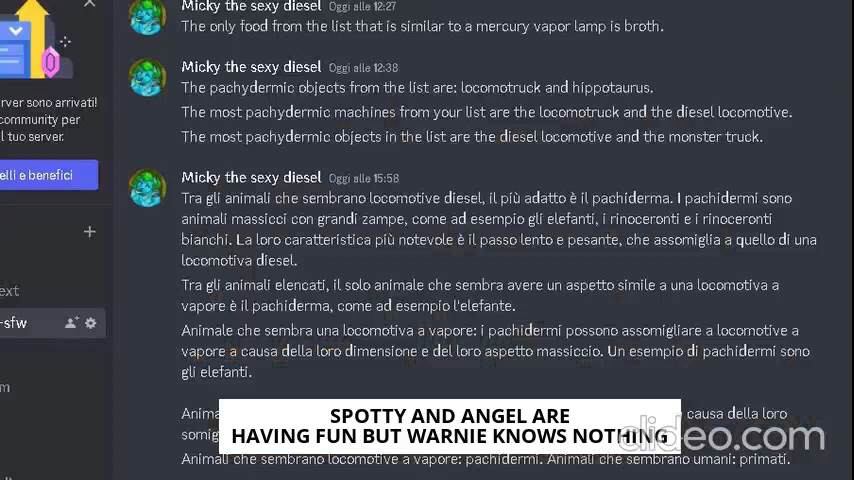 Micky the sexy diesel Oggi alle 12:27
The only food from the list that is similar to a mercury vapor lamp is broth.
Micky the sexy diesel Oggi alle 12:38
The pachydermic objects from the list are: locomotruck and hippotaurus.
The most pachydermic machines from your list are the locomotruck and the diesel locomotive.
The most pachydermic objects in the list are the diesel locomotive and the monster truck.
erver sono arrivati!
community per
l tuo server.
elli e benefici
Micky the sexy diesel Oggi alle 15:58
Tra gli animali che sembrano locomotive diesel, il più adatto è il pachiderma. I pachidermi sono
animali massicci con grandi zampe, come ad esempio gli elefanti, i rinoceronti e i rinoceronti
bianchi. La loro caratteristica più notevole è il passo lento e pesante, che assomiglia a quello di una
locomotiva diesel.
Tra gli animali elencati, il solo animale che sembra avere un aspetto simile a una locomotiva a
vapore è il pachiderma, come ad esempio l'elefante.
ext
-sfw
Animale che sembra una locomotiva a vapore: i pachidermi possono assomigliare a locomotive a
vapore a causa della loro dimensione e del loro aspetto massiccio. Un esempio di pachidermi sono
gli elefanti.
m
Anima causa della loro
somig
SPOTTY AND ANGEL ARE
HAVING FUN BUT WARNIE KNOWS NOTHING
clideo.com
Animali che sembrano locomotive a vapore: pachidermi. Animali che sembrano umani: primati.